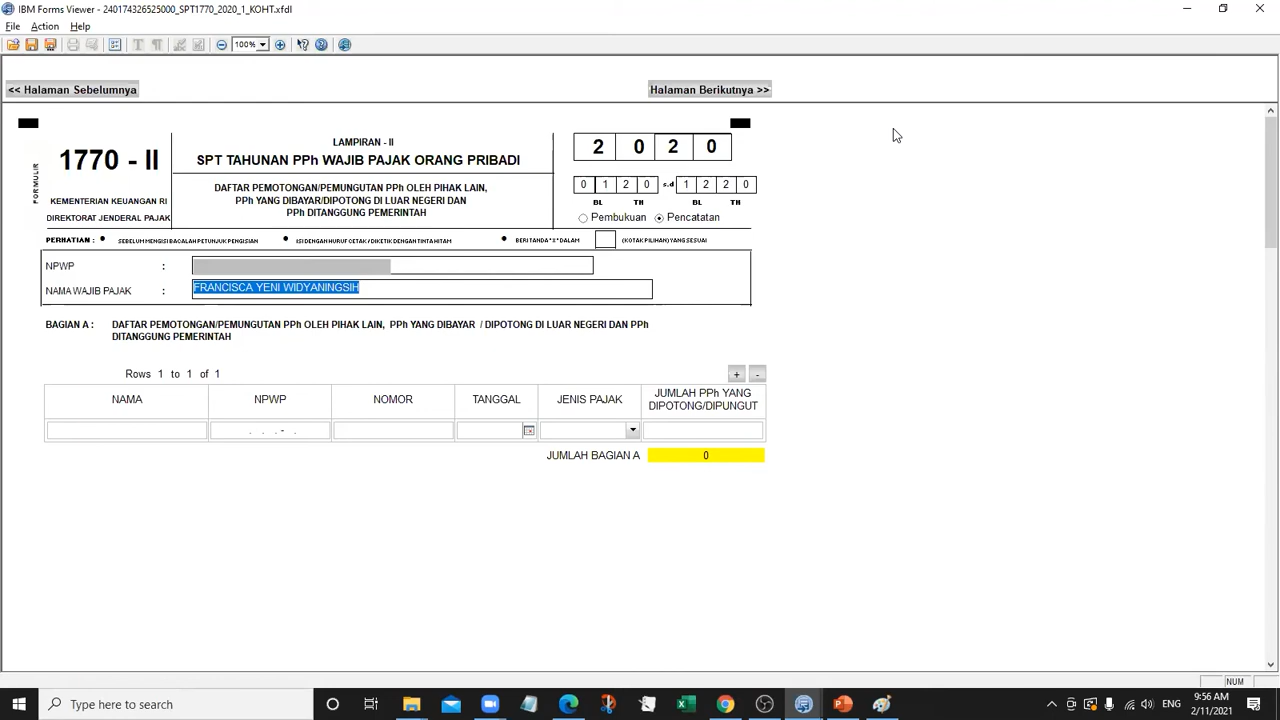 IBM Forms Viewer - 240174326525000_SPT1770_2020_1_KOHT.xfdl
File Action Help
100%
<< Halaman Sebelumnya
Halaman Berikutnya >>
FORMULIR
1770 - II
KEMENTERIAN KEUANGAN RI
DIREKTORAT JENDERAL PAJAK
LAMPIRAN - II
SPT TAHUNAN PPh WAJIB PAJAK ORANG PRIBADI
DAFTAR PEMOTONGAN/PEMUNGUTAN PPh OLEH PIHAK LAIN,
PPh YANG DIBAYAR/DIPOTONG DI LUAR NEGERI DAN
PPh DITANGGUNG PEMERINTAH
2 0 2 0
0 1 2 0 s.d 1 2 2 0
BL TH BL TH
Pembukuan Pencatatan
PERHATIAN : • SEBELUM MENGISI BACALAH PETUNJUK PENGISIAN • ISI DENGAN HURUF CETAK / DIKETIK DENGAN TINTA HITAM • BERI TANDA "X" DALAM (KOTAK PILIHAN) YANG SESUAI
NPWP :
NAMA WAJIB PAJAK : FRANCISCA YENI WIDYANINGSIH
BAGIAN A : DAFTAR PEMOTONGAN/PEMUNGUTAN PPh OLEH PIHAK LAIN, PPh YANG DIBAYAR / DIPOTONG DI LUAR NEGERI DAN PPh
DITANGGUNG PEMERINTAH
Rows 1 to 1 of 1
+ -
NAMA NPWP NOMOR TANGGAL JENIS PAJAK JUMLAH PPh YANG
DIPOTONG/DIPUNGUT
. . . - .
JUMLAH BAGIAN A 0
NUM
Type here to search
ENG
9:56 AM
2/11/2021